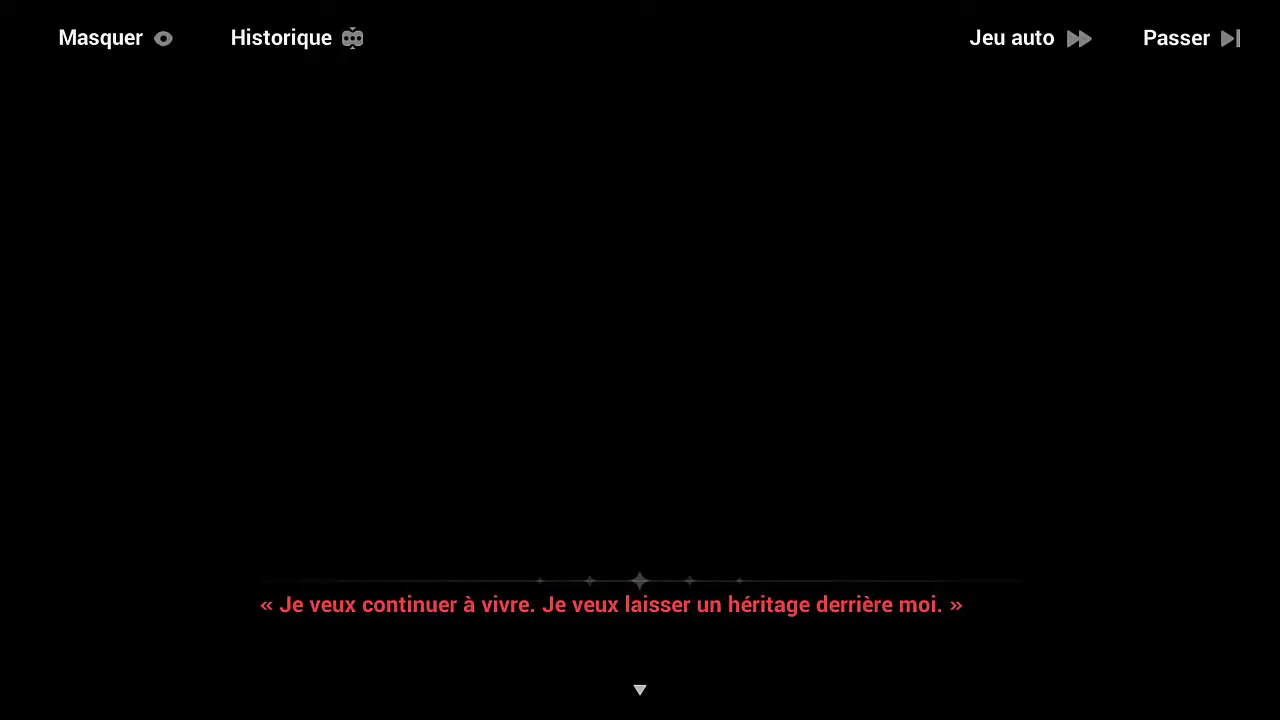 Masquer Historique Jeu auto Passer
« Je veux continuer à vivre. Je veux laisser un héritage derrière moi. »